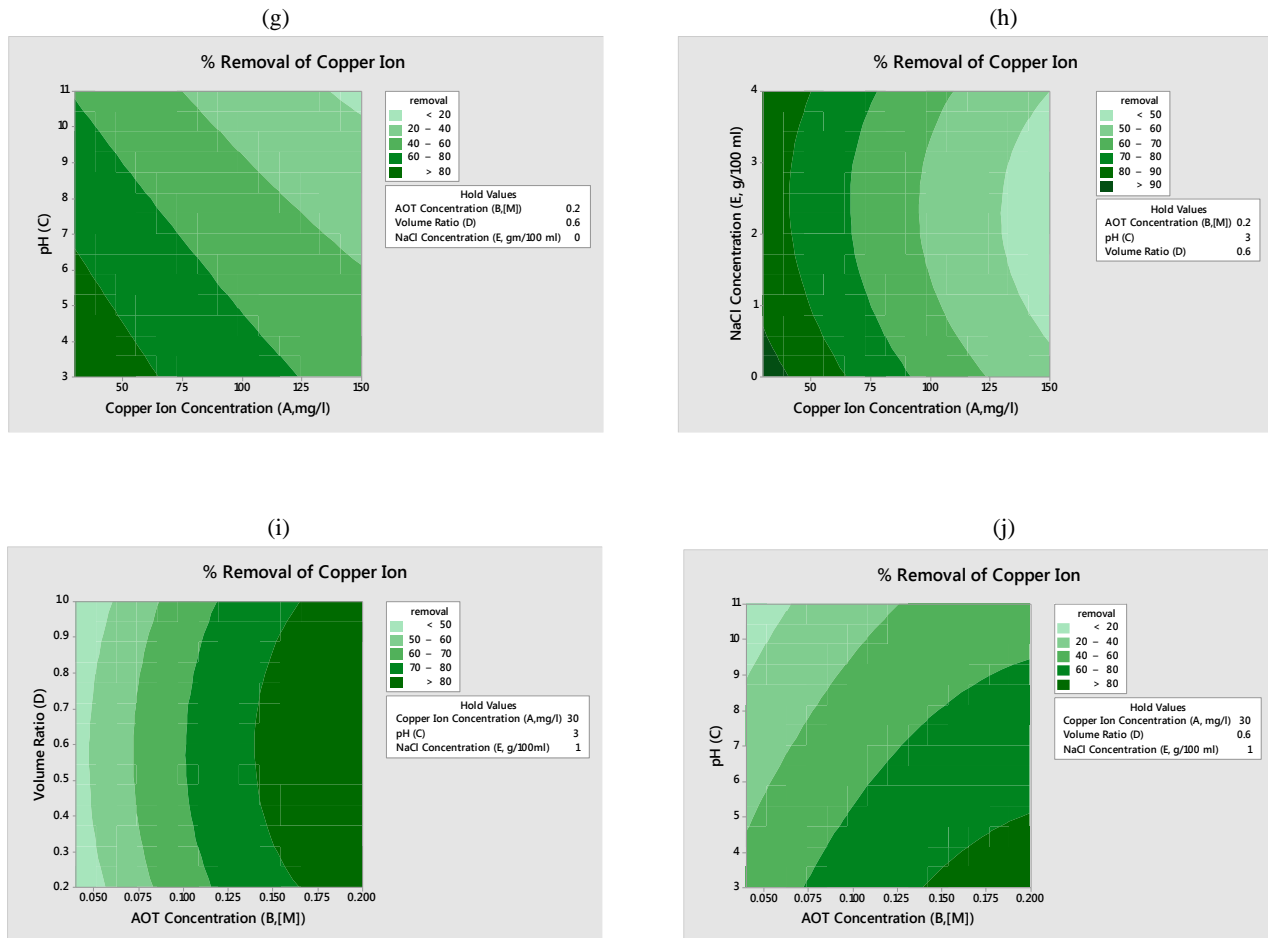 (g)
% Removal of Copper Ion
11
10
9
8
7
6
5
4
3
pH (C)
50
75
100
125
150
Copper Ion Concentration (A,mg/l)
removal
< 20
20 – 40
40 – 60
60 – 80
> 80
Hold Values
AOT Concentration (B,[M]) 0.2
Volume Ratio (D) 0.6
NaCl Concentration (E, gm/100 ml) 0
(h)
% Removal of Copper Ion
4
3
2
1
0
NaCl Concentration (E, g/100 ml)
50
75
100
125
150
Copper Ion Concentration (A,mg/l)
removal
< 50
50 – 60
60 – 70
70 – 80
80 – 90
> 90
Hold Values
AOT Concentration (B,[M]) 0.2
pH (C) 3
Volume Ratio (D) 0.6
(i)
% Removal of Copper Ion
1.0
0.9
0.8
0.7
0.6
0.5
0.4
0.3
0.2
Volume Ratio (D)
0.050
0.075
0.100
0.125
0.150
0.175
0.200
AOT Concentration (B,[M])
removal
< 50
50 – 60
60 – 70
70 – 80
> 80
Hold Values
Copper Ion Concentration (A,mg/l) 30
pH (C) 3
NaCl Concentration (E, g/100ml) 1
(j)
% Removal of Copper Ion
11
10
9
8
7
6
5
4
3
pH (C)
0.050
0.075
0.100
0.125
0.150
0.175
0.200
AOT Concentration (B,[M])
removal
< 20
20 – 40
40 – 60
60 – 80
> 80
Hold Values
Copper Ion Concentration (A, mg/l) 30
Volume Ratio (D) 0.6
NaCl Concentration (E, g/100 ml) 1